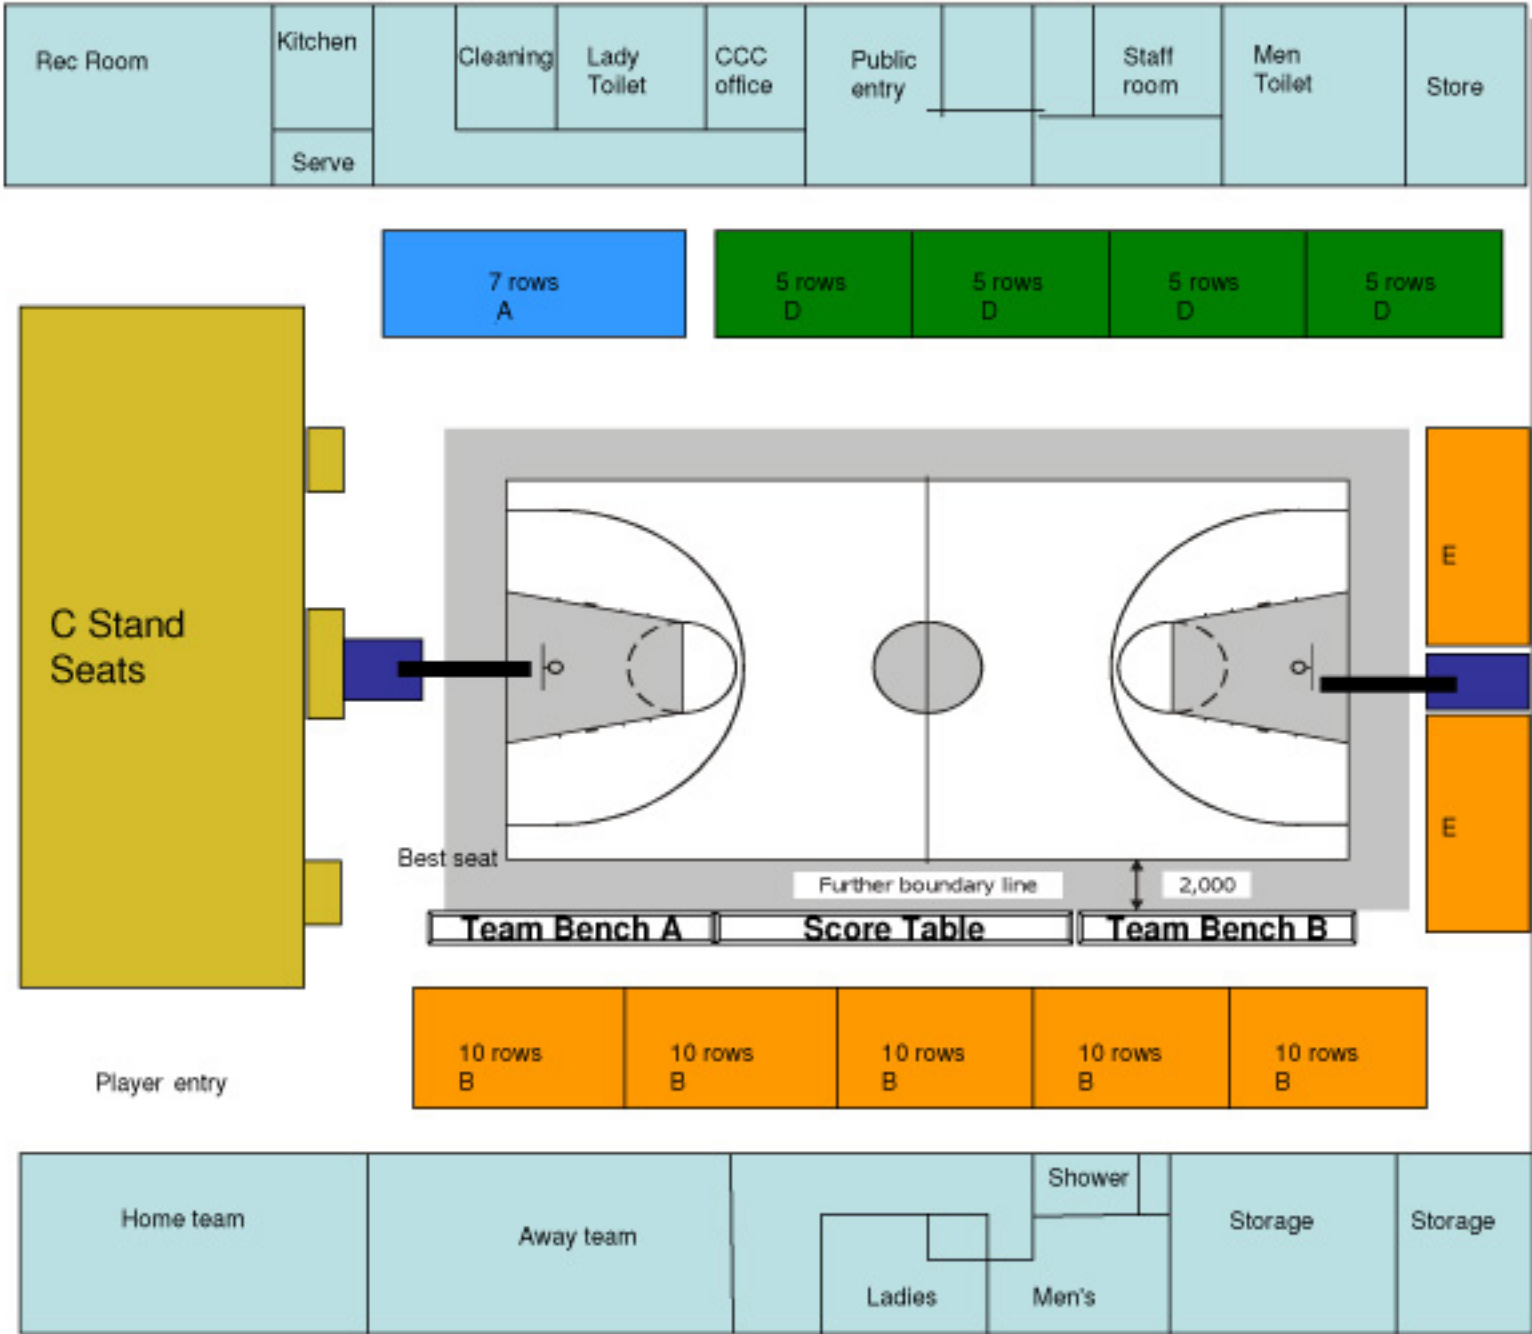 Rec Room
Kitchen
Serve
Cleaning
Lady
Toilet
CCC
office
Public
entry
Staff
room
Men
Toilet
Store
7 rows
A
5 rows
D
5 rows
D
5 rows
D
5 rows
D
C Stand
Seats
E
E
Best seat
Further boundary line
2,000
Team Bench A
Score Table
Team Bench B
10 rows
B
10 rows
B
10 rows
B
10 rows
B
10 rows
B
Player entry
Home team
Away team
Ladies
Shower
Men's
Storage
Storage